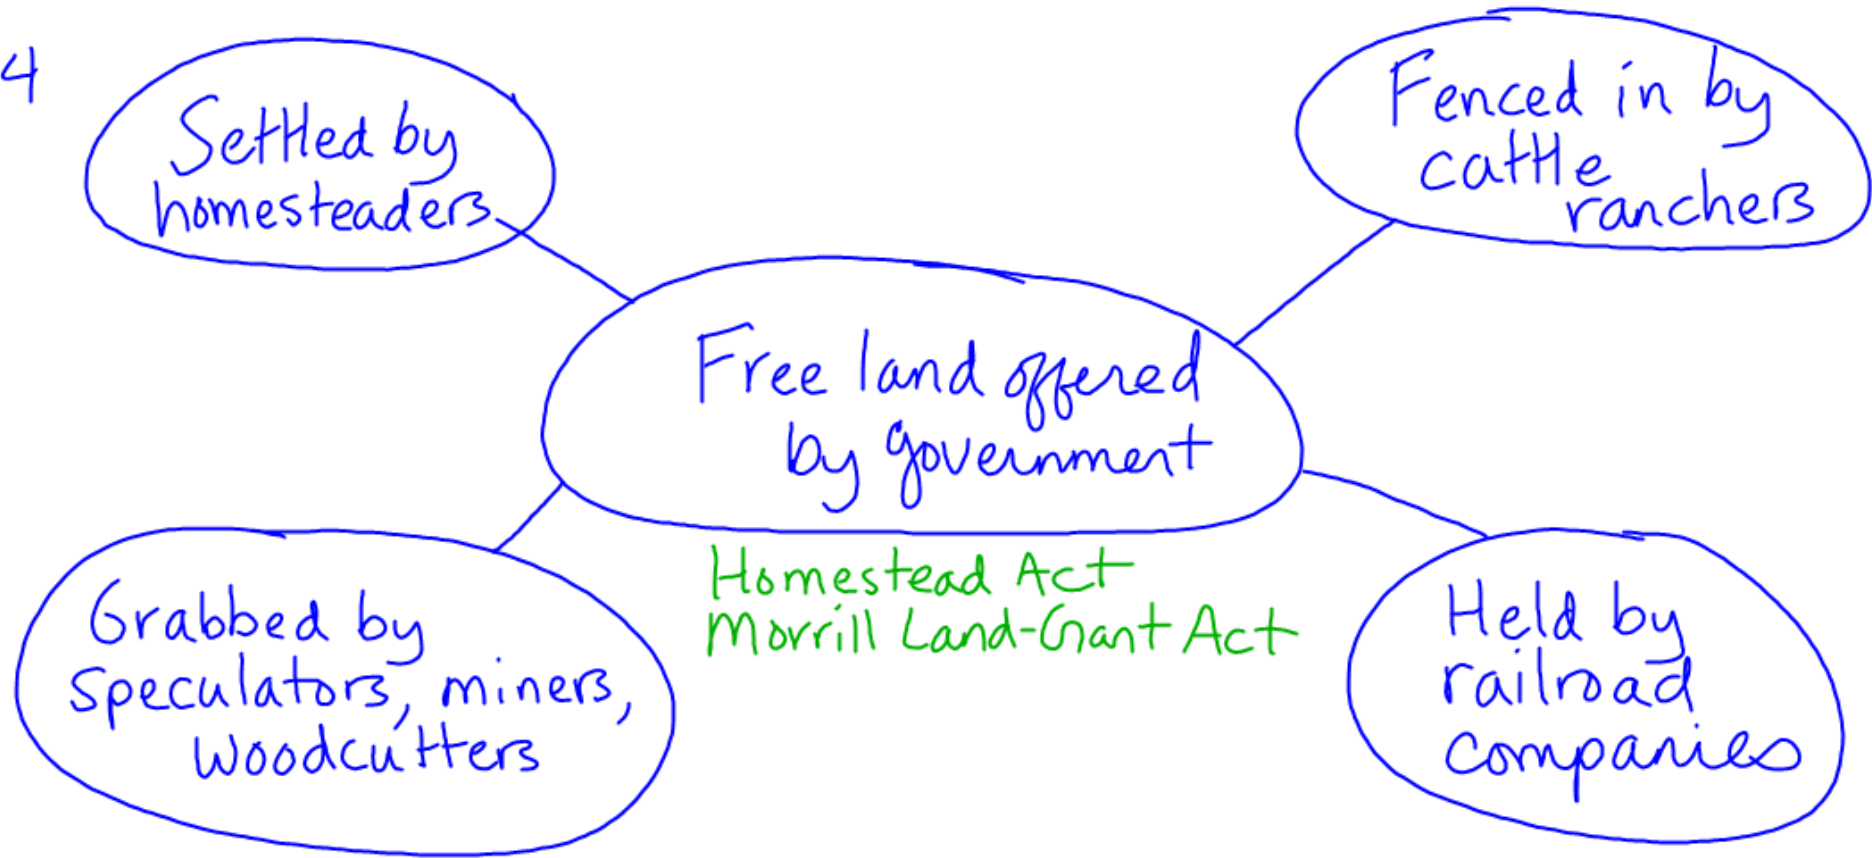 4
Settled by
homesteaders
Fenced in by
cattle
ranchers
Free land offered
by government
Homestead Act
Morrill Land-Grant Act
Grabbed by
speculators, miners,
woodcutters
Held by
railroad
companies